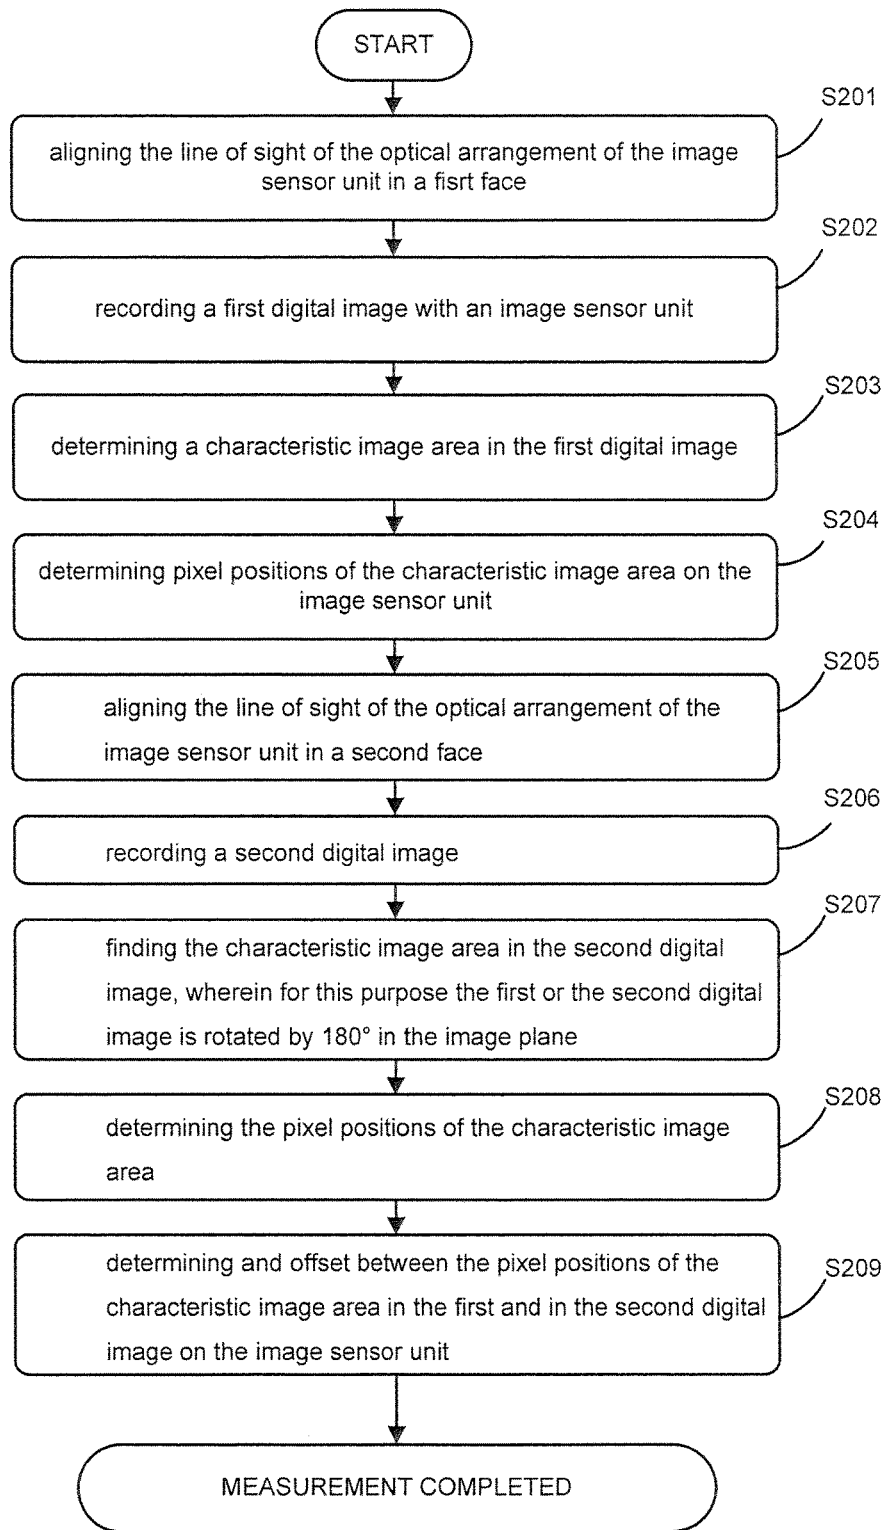 START
S201
aligning the line of sight of the optical arrangement of the image
sensor unit in a fisrt face
S202
recording a first digital image with an image sensor unit
S203
determining a characteristic image area in the first digital image
S204
determining pixel positions of the characteristic image area on the
image sensor unit
S205
aligning the line of sight of the optical arrangement of the
image sensor unit in a second face
S206
recording a second digital image
S207
finding the characteristic image area in the second digital
image, wherein for this purpose the first or the second digital
image is rotated by 180° in the image plane
S208
determining the pixel positions of the characteristic image
area
S209
determining and offset between the pixel positions of the
characteristic image area in the first and in the second digital
image on the image sensor unit
MEASUREMENT COMPLETED